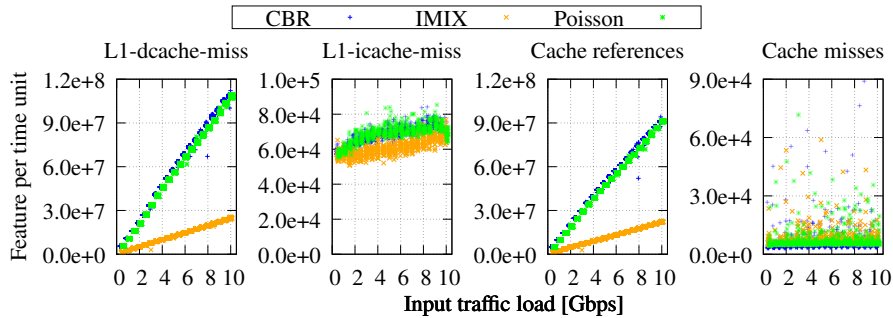 CBR IMIX Poisson
L1-dcache-miss L1-icache-miss Cache references Cache misses
Feature per time unit
1.2e+8 1.0e+5 1.2e+8 9.0e+4
9.0e+7 8.0e+4 9.0e+7
6.0e+7 6.0e+4 6.0e+7 6.0e+4
3.0e+7 4.0e+4 3.0e+7 3.0e+4
2.0e+4
0.0e+0 0.0e+0 0.0e+0 0.0e+0
0 2 4 6 8 10 0 2 4 6 8 10 0 2 4 6 8 10 0 2 4 6 8 10
Input traffic load [Gbps]